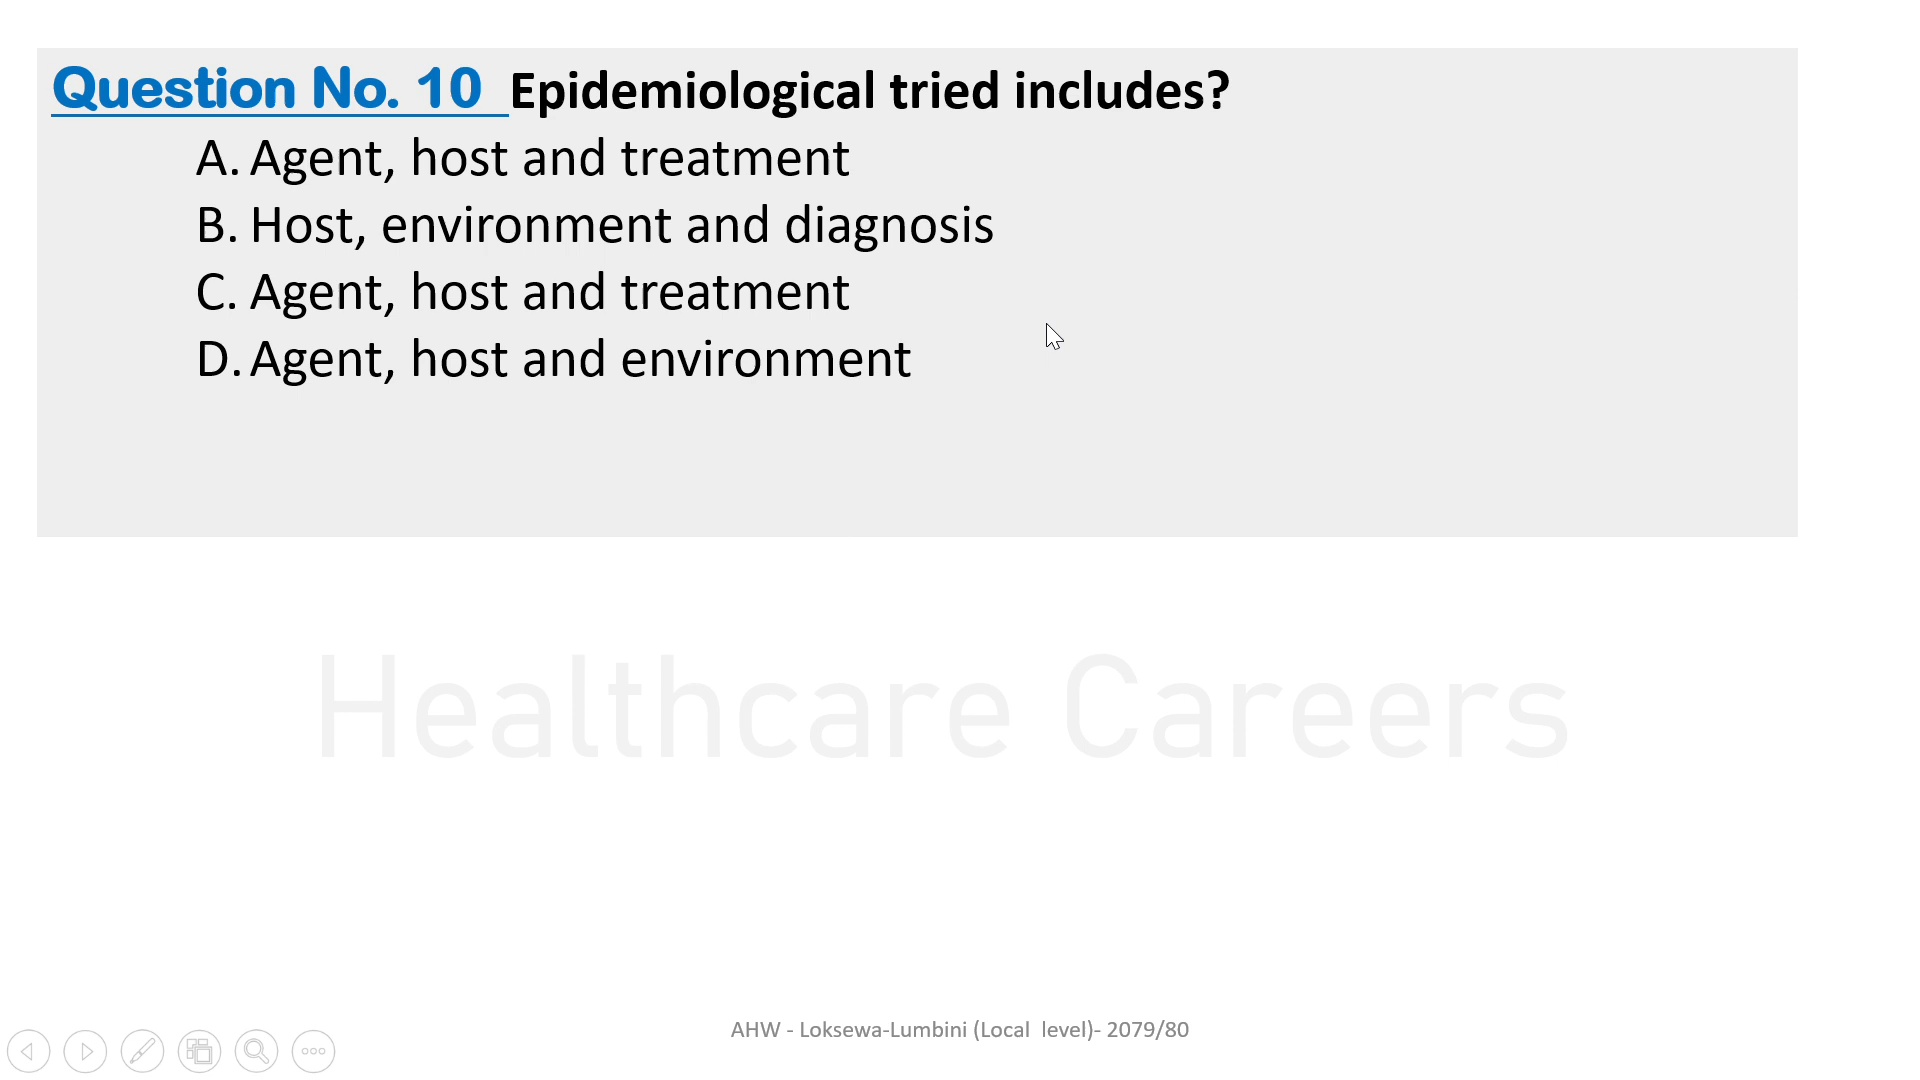 Question No. 10 Epidemiological tried includes?
A. Agent, host and treatment
B. Host, environment and diagnosis
C. Agent, host and treatment
D. Agent, host and environment
Healthcare Careers
AHW - Loksewa-Lumbini (Local level)- 2079/80